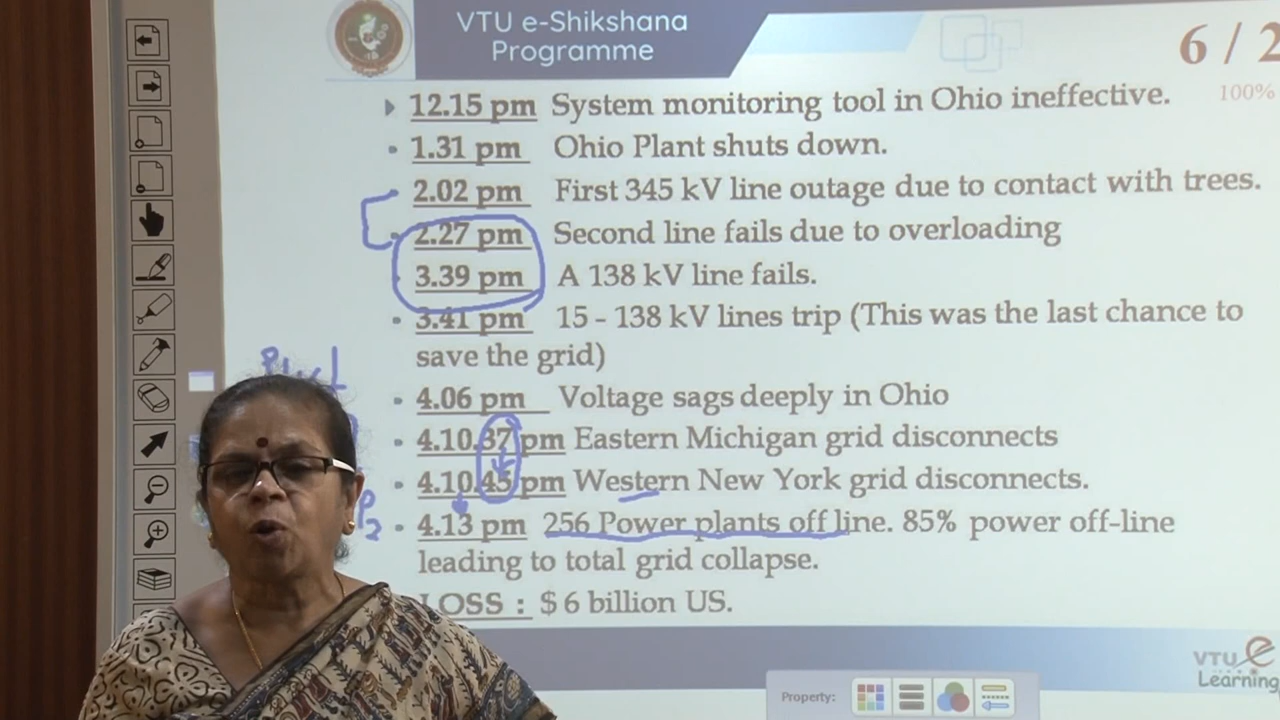 VTU e-Shikshana
Programme
6 / 2
100%
12.15 pm System monitoring tool in Ohio ineffective.
1.31 pm Ohio Plant shuts down.
2.02 pm First 345 kV line outage due to contact with trees.
2.27 pm Second line fails due to overloading
3.39 pm A 138 kV line fails.
3.41 pm 15 - 138 kV lines trip (This was the last chance to
save the grid)
4.06 pm Voltage sags deeply in Ohio
4.10.37 pm Eastern Michigan grid disconnects
4.10.45 pm Western New York grid disconnects.
4.13 pm 256 Power plants off line. 85% power off-line
leading to total grid collapse.
LOSS : $ 6 billion US.
VTU e
Learning
Property: